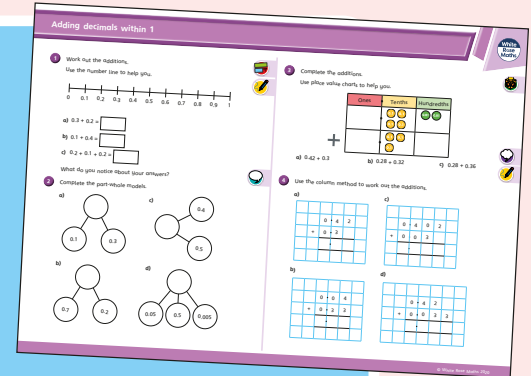 Adding decimals within 1
White
Rose
Maths
1 Work out the additions.
Use the number line to help you.
0 0.1 0.2 0.3 0.4 0.5 0.6 0.7 0.8 0.9 1
a) 0.3 + 0.2 =
b) 0.1 + 0.4 =
c) 0.2 + 0.1 + 0.2 =
What do you notice about your answers?
2 Complete the part-whole models.
a)
0.1 0.3
c)
0.4
0.5
b)
0.7 0.2
d)
0.05 0.5 0.005
3 Complete the additions.
Use place value charts to help you.
Ones Tenths Hundredths
+
a) 0.42 + 0.3 b) 0.28 + 0.32 c) 0.28 + 0.35
4 Use the column method to work out the additions.
a)
0 . 4 2
+ 0 . 3
.
c)
0 . 4 0 2
+ 0 0 3
b)
0 . 0 4
+ 0 . 3 3
.
d)
0 . 4 2
+ 0 . 0 3 3
.
© White Rose Maths 2020